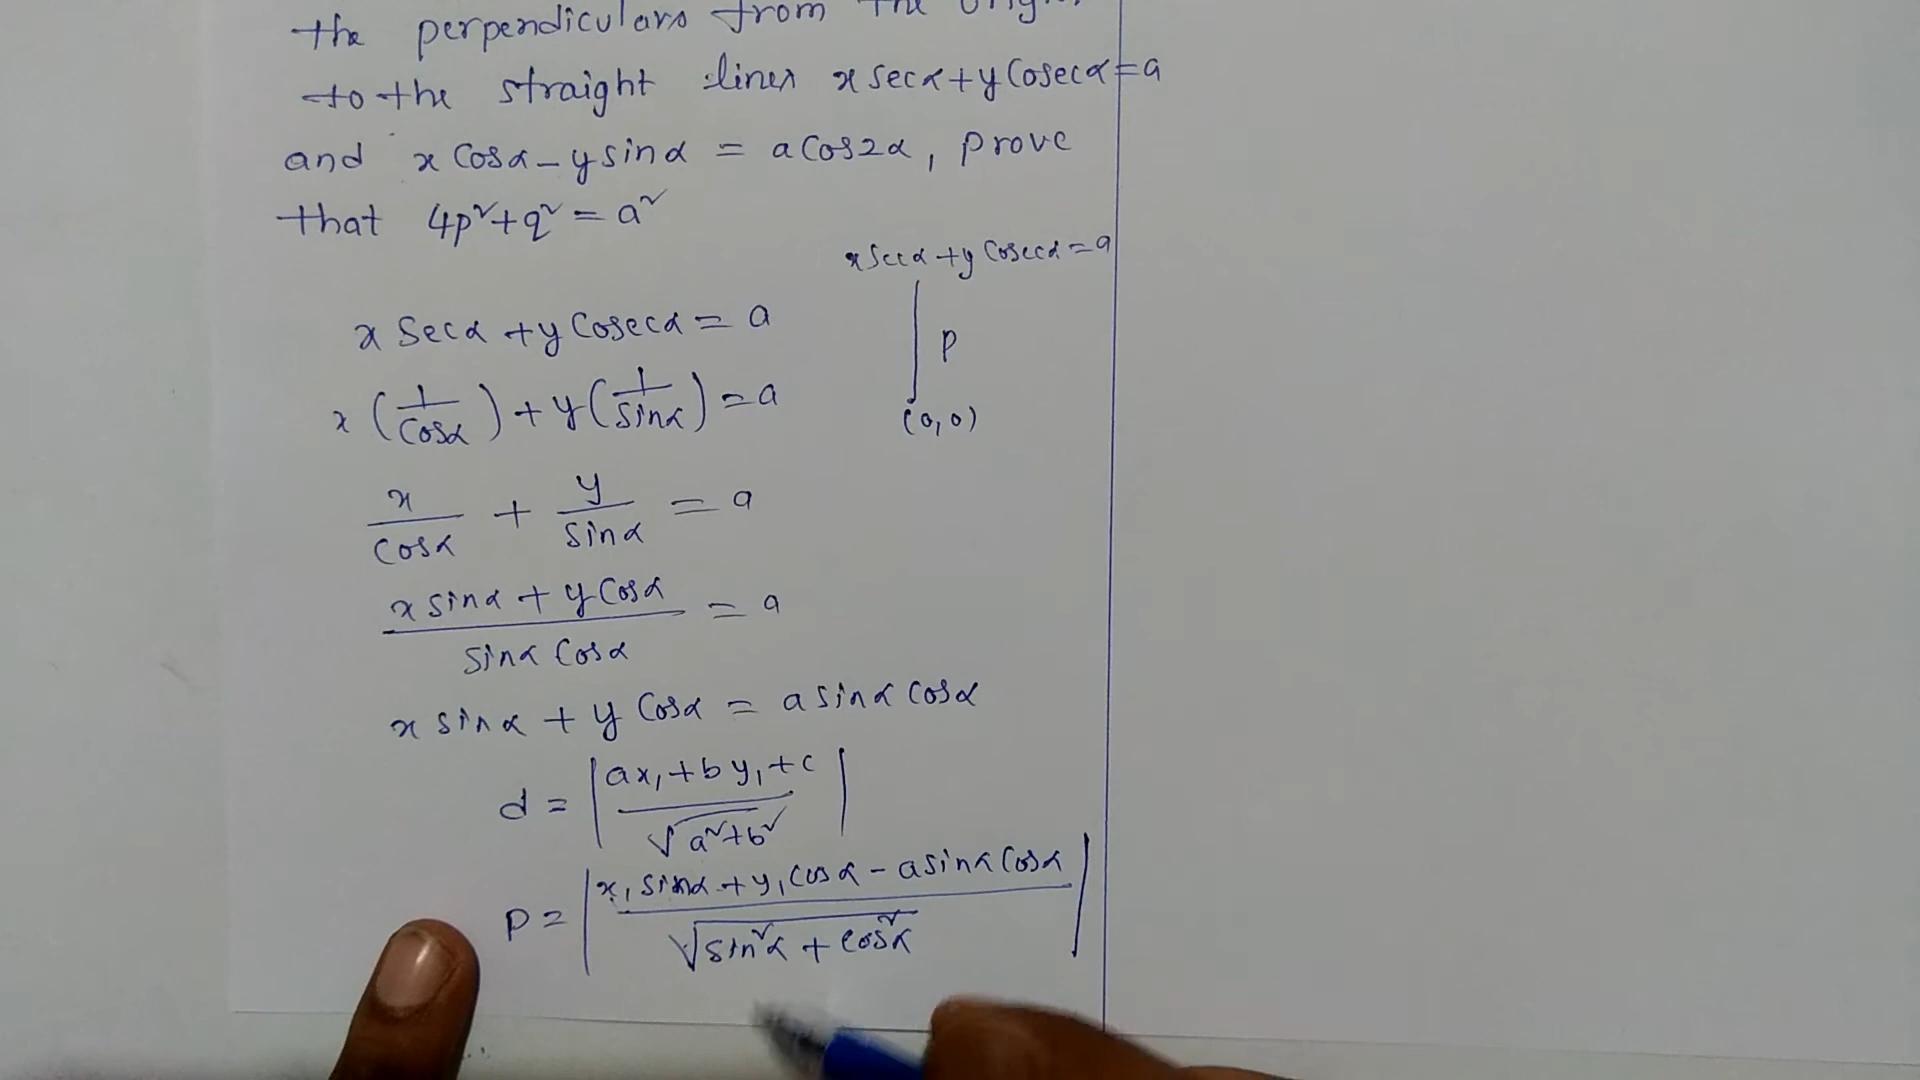 the perpendiculars from the
to the straight lines x secα + y Cosecα = a
and x Cosα - y sinα = a Cos2α, prove
that 4p² + q² = a²
x Secα + y Cosecα = a
x Secα + y Cosecα = a
p
x (1/Cosα) + y (1/Sinα) = a
(0,0)
x/Cosα + y/Sinα = a
x sinα + y Cosα / Sinα Cosα = a
x sinα + y Cosα = a sinα cosα
d = |ax₁ + by₁ + c / √a² + b²|
p = |x₁ sinα + y₁ cosα - a sinα Cosα / √sin²α + cos²α|